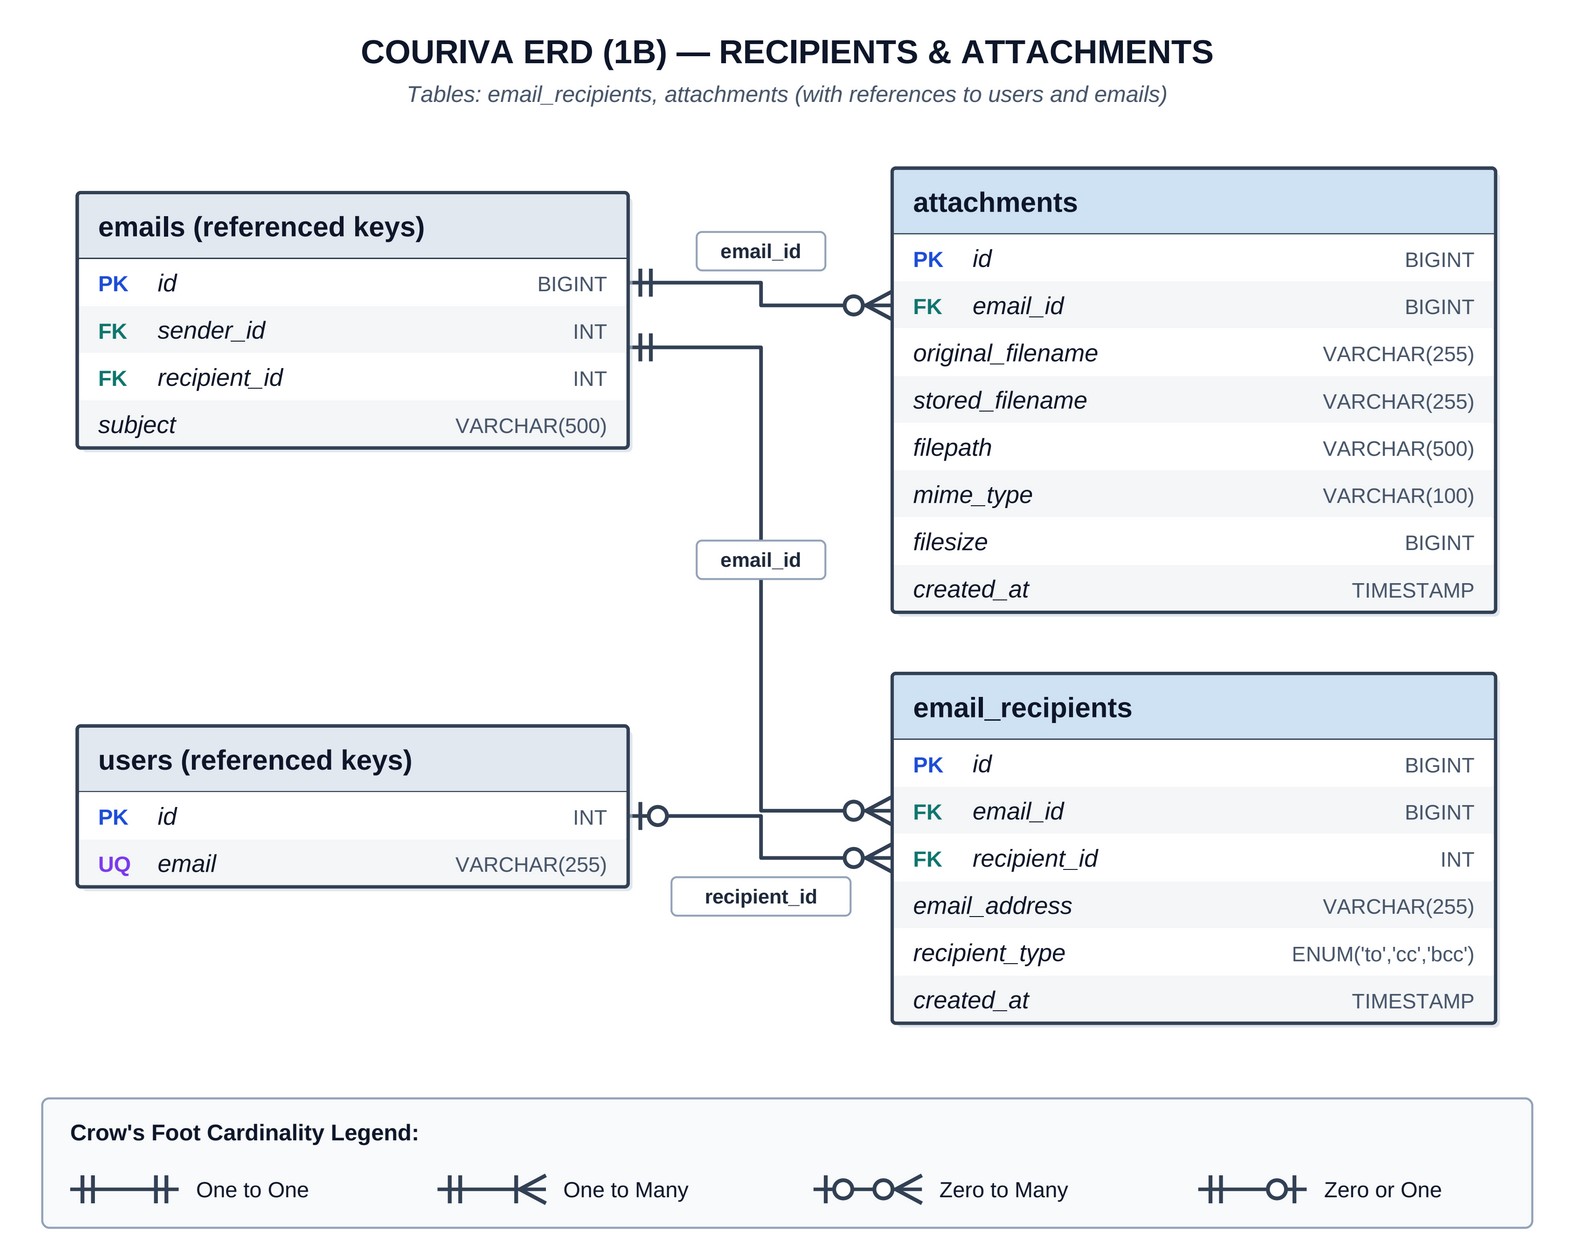 COURIVA ERD (1B) — RECIPIENTS & ATTACHMENTS
Tables: email_recipients, attachments (with references to users and emails)
emails (referenced keys)
PK id BIGINT
FK sender_id INT
FK recipient_id INT
subject VARCHAR(500)
email_id
attachments
PK id BIGINT
FK email_id BIGINT
original_filename VARCHAR(255)
stored_filename VARCHAR(255)
filepath VARCHAR(500)
mime_type VARCHAR(100)
filesize BIGINT
created_at TIMESTAMP
email_id
users (referenced keys)
PK id INT
UQ email VARCHAR(255)
recipient_id
email_recipients
PK id BIGINT
FK email_id BIGINT
FK recipient_id INT
email_address VARCHAR(255)
recipient_type ENUM('to','cc','bcc')
created_at TIMESTAMP
Crow's Foot Cardinality Legend:
One to One
One to Many
Zero to Many
Zero or One